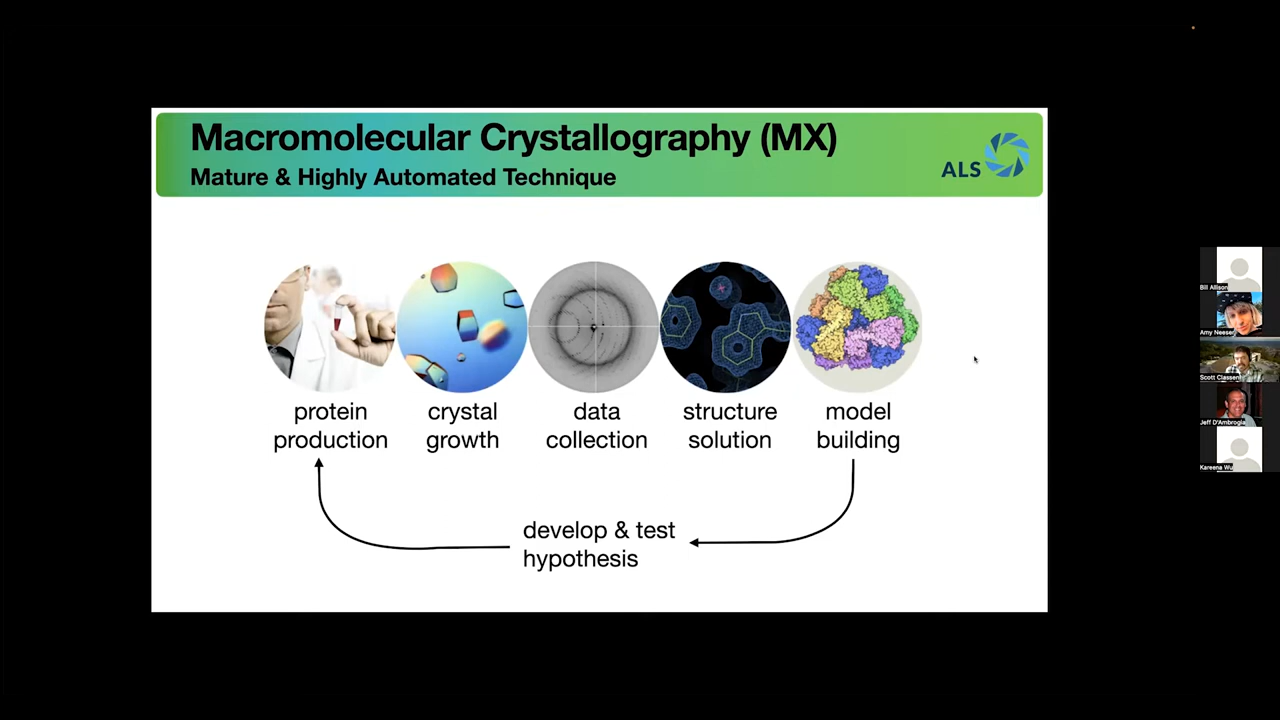 Macromolecular Crystallography (MX)
Mature & Highly Automated Technique
ALS
protein
production
crystal
growth
data
collection
structure
solution
model
building
develop & test
hypothesis
Bill Allison
Amy Neeser
Scott Classen
Jeff D'Ambrogia
Kareena Wu